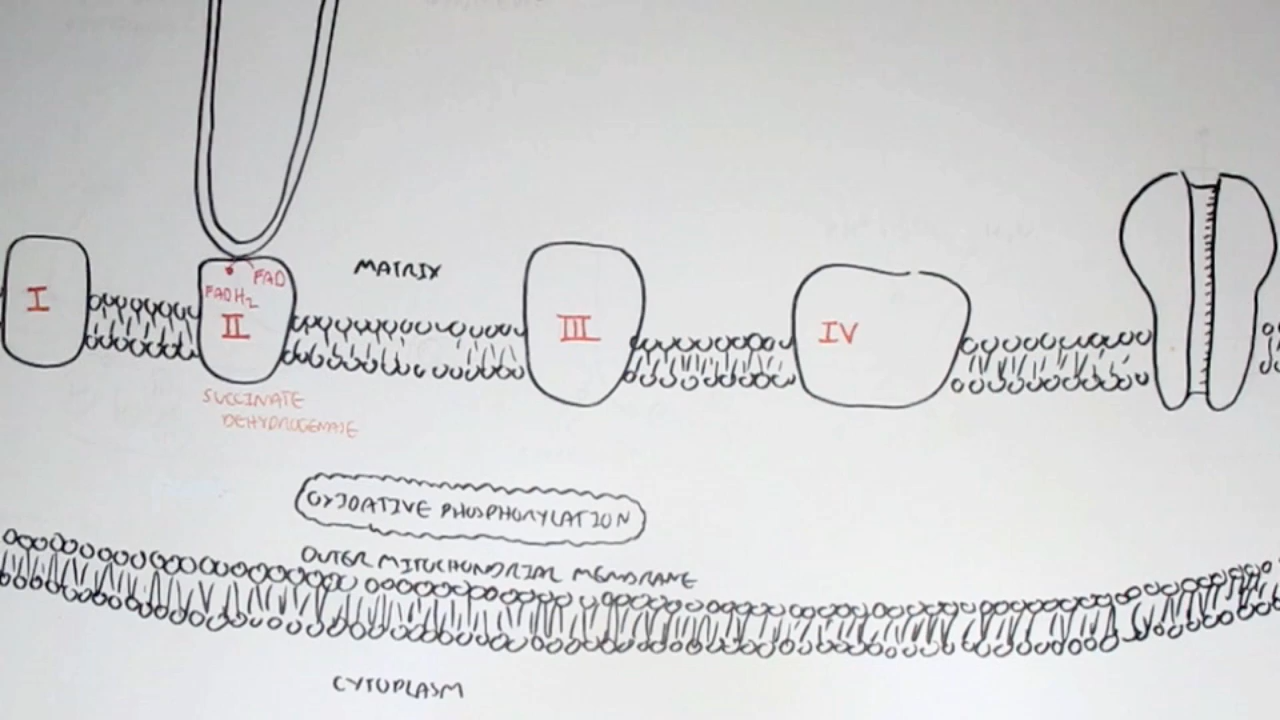 MATRIX
FAD
FADH2
I
II
III
IV
SUCCINATE
DEHYDROGENASE
OXIDATIVE PHOSPHORYLATION
OUTER MITOCHONDRIAL MEMBRANE
CYTOPLASM